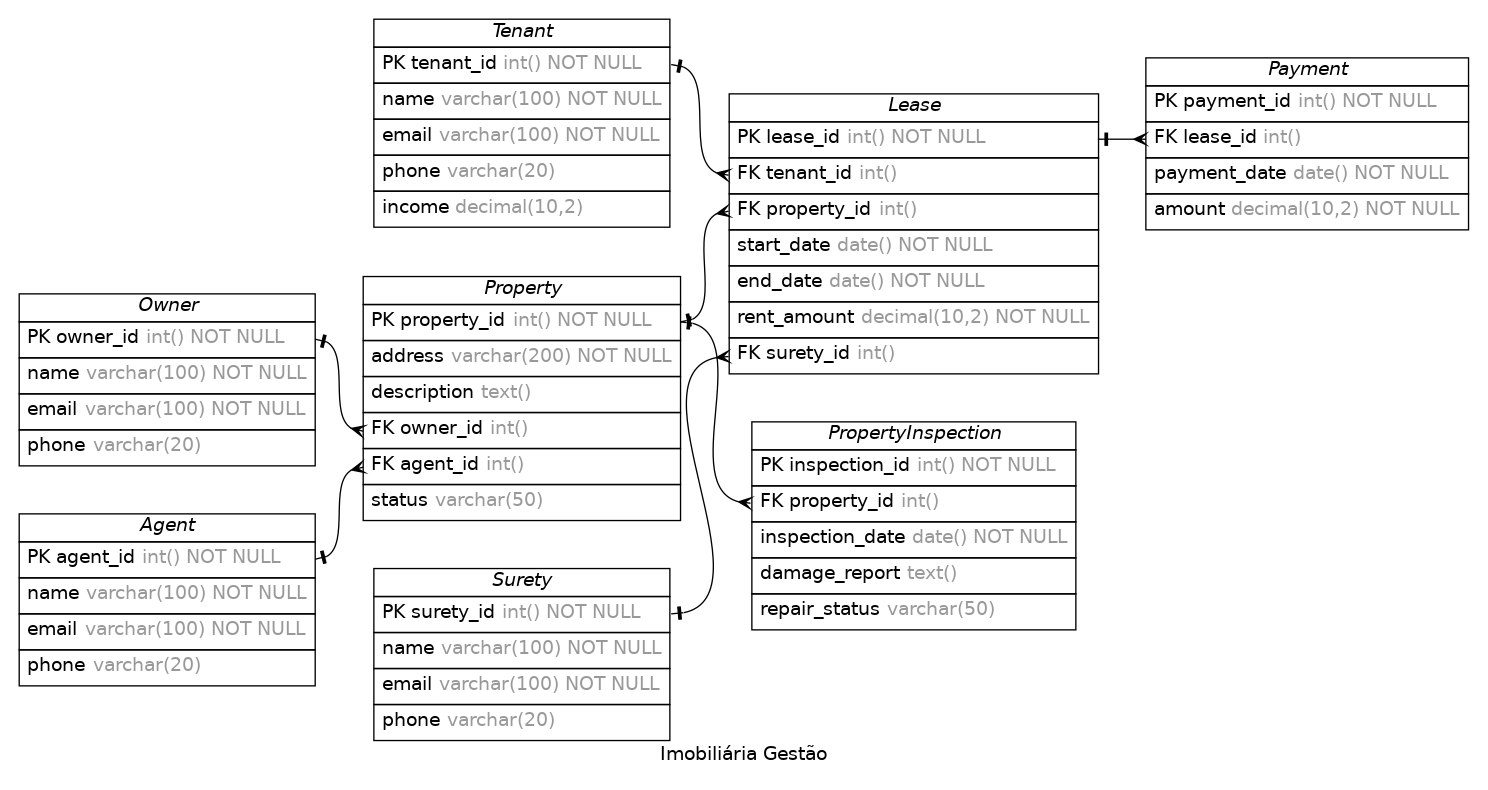 Tenant
PK tenant_id int() NOT NULL
name varchar(100) NOT NULL
email varchar(100) NOT NULL
phone varchar(20)
income decimal(10,2)
Owner
PK owner_id int() NOT NULL
name varchar(100) NOT NULL
email varchar(100) NOT NULL
phone varchar(20)
Agent
PK agent_id int() NOT NULL
name varchar(100) NOT NULL
email varchar(100) NOT NULL
phone varchar(20)
Property
PK property_id int() NOT NULL
address varchar(200) NOT NULL
description text()
FK owner_id int()
FK agent_id int()
status varchar(50)
Surety
PK surety_id int() NOT NULL
name varchar(100) NOT NULL
email varchar(100) NOT NULL
phone varchar(20)
Lease
PK lease_id int() NOT NULL
FK tenant_id int()
FK property_id int()
start_date date() NOT NULL
end_date date() NOT NULL
rent_amount decimal(10,2) NOT NULL
FK surety_id int()
PropertyInspection
PK inspection_id int() NOT NULL
FK property_id int()
inspection_date date() NOT NULL
damage_report text()
repair_status varchar(50)
Payment
PK payment_id int() NOT NULL
FK lease_id int()
payment_date date() NOT NULL
amount decimal(10,2) NOT NULL
Imobiliária Gestão